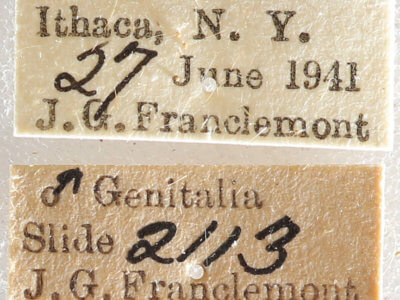 Ithaca, N. Y.
27 June 1941
J. G. Franclemont
♂ Genitalia
Slide 2113
J. G. Franclemont